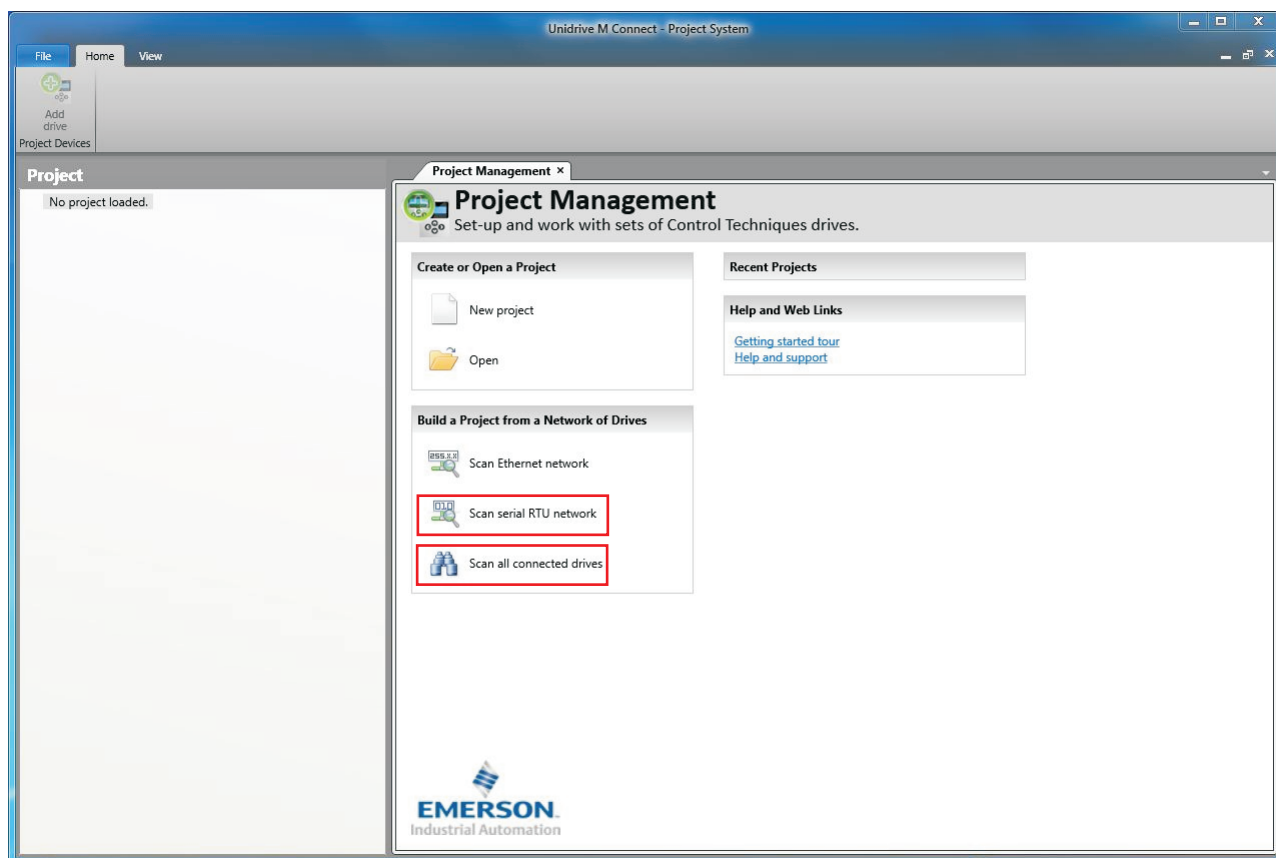 Unidrive M Connect - Project System
File Home View
Add
drive
Project Devices
Project
No project loaded.
Project Management ×
Project Management
Set-up and work with sets of Control Techniques drives.
Create or Open a Project
New project
Open
Recent Projects
Help and Web Links
Getting started tour
Help and support
Build a Project from a Network of Drives
255.X.X
Scan Ethernet network
010
Scan serial RTU network
Scan all connected drives
EMERSON.
Industrial Automation